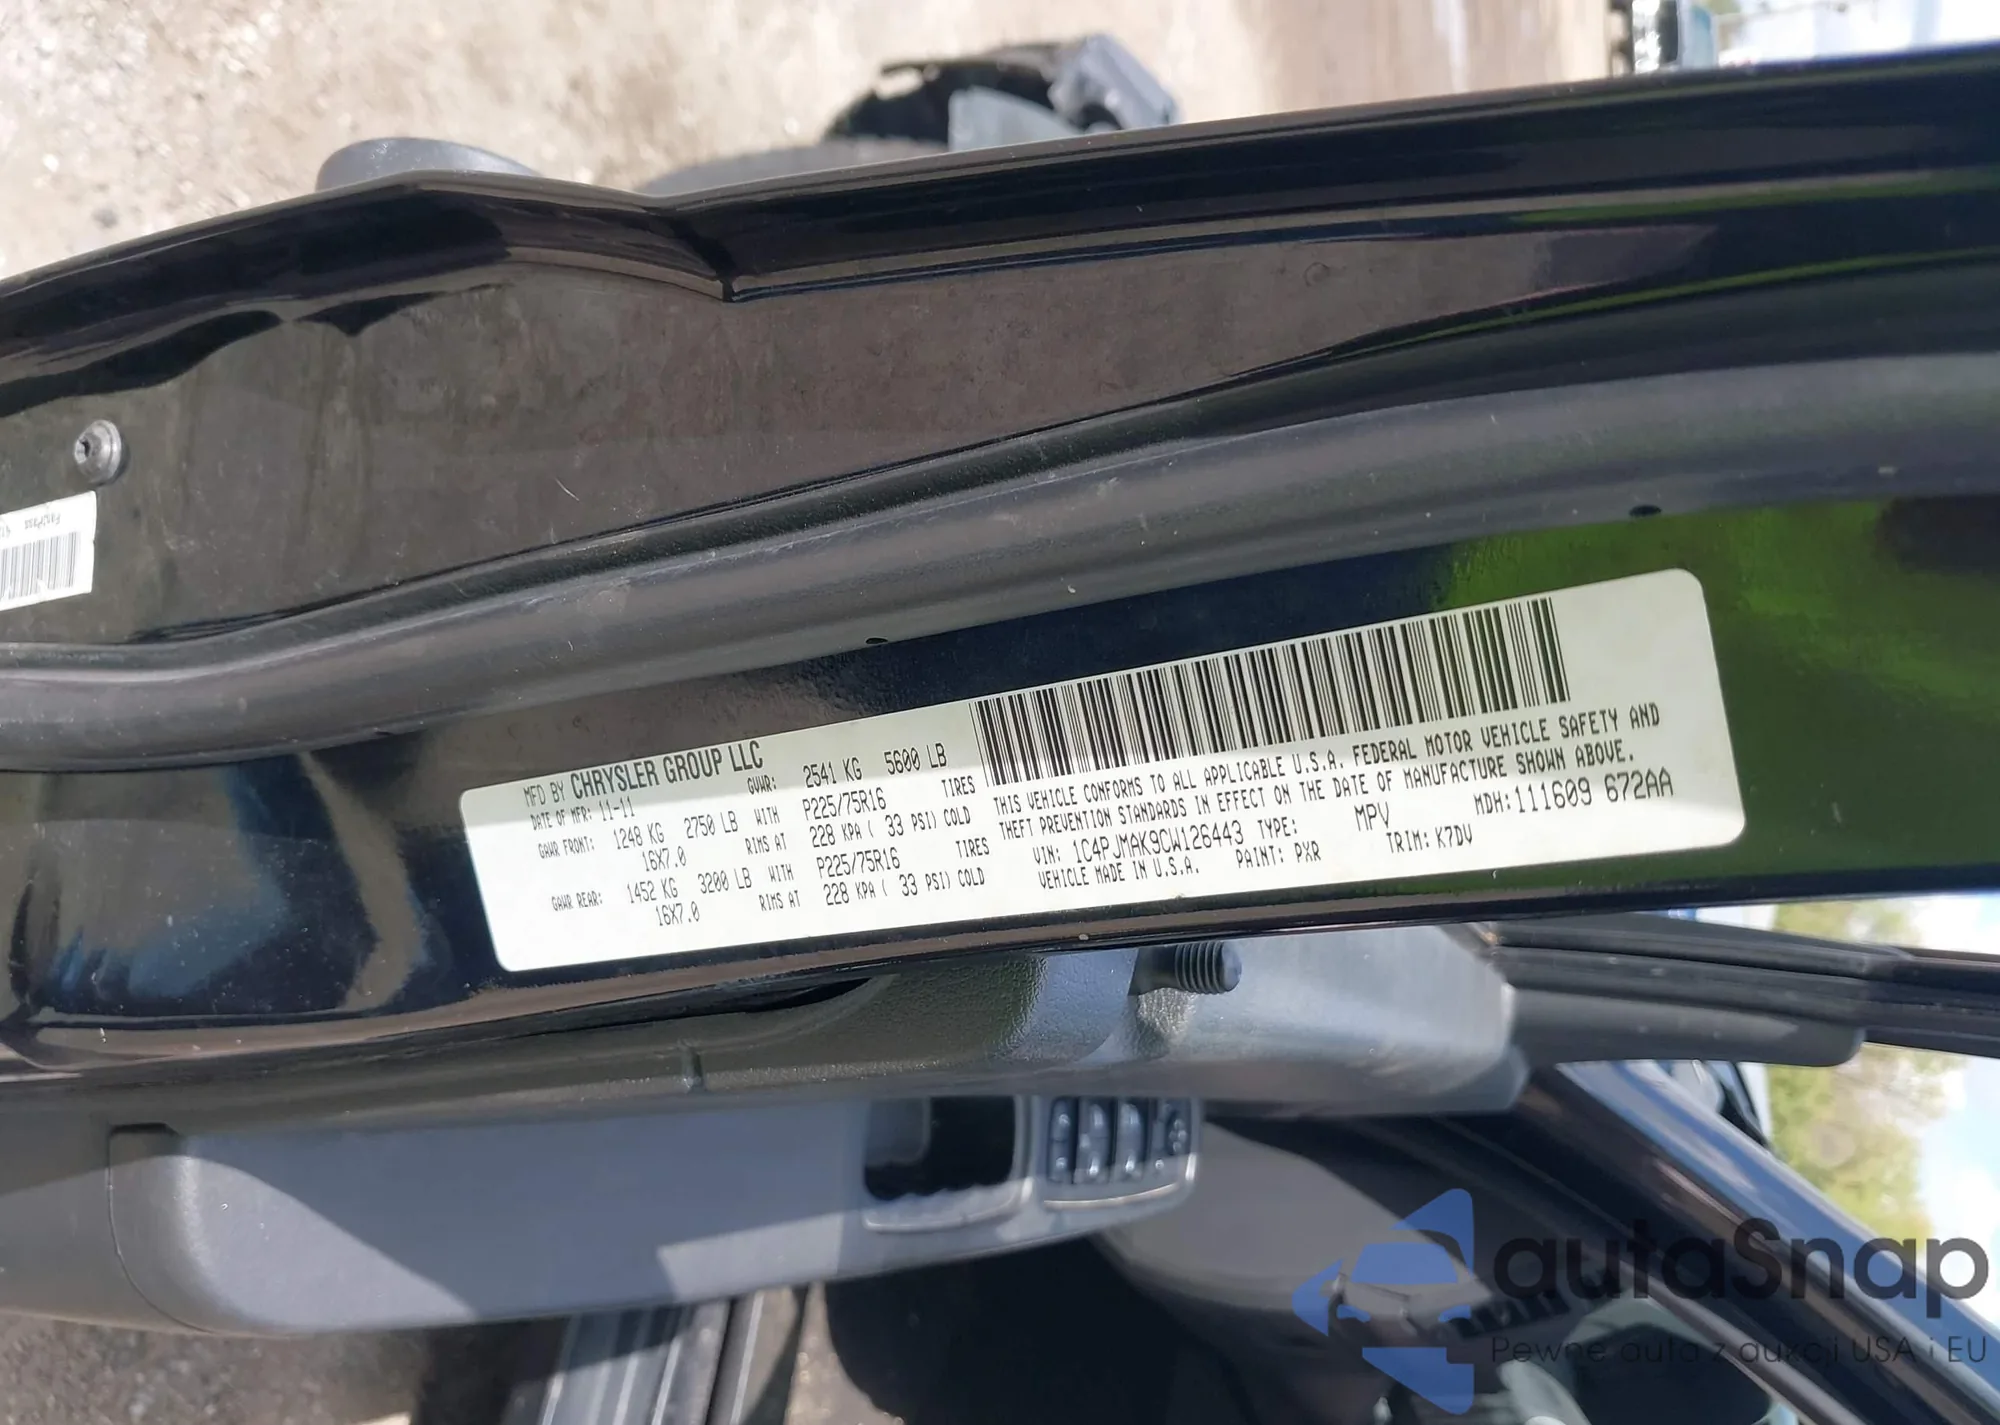 MFD BY CHRYSLER GROUP LLC
DATE OF MFR: 11-11 GVWR: 2541 KG 5600 LB
GAWR FRONT: 1248 KG 2750 LB WITH P225/75R16 TIRES
16X7.0 RIMS AT 228 KPA ( 33 PSI) COLD
GAWR REAR: 1452 KG 3200 LB WITH P225/75R16 TIRES
16X7.0 RIMS AT 228 KPA ( 33 PSI) COLD
THIS VEHICLE CONFORMS TO ALL APPLICABLE U.S.A. FEDERAL MOTOR VEHICLE SAFETY AND
THEFT PREVENTION STANDARDS IN EFFECT ON THE DATE OF MANUFACTURE SHOWN ABOVE.
VIN: 1C4PJMAK9CW126443 TYPE: MPV MDH:111609 672AA
VEHICLE MADE IN U.S.A. PAINT: PXR TRIM: K7DV
autaSnap
Pewne auta z aukcji USA i EU